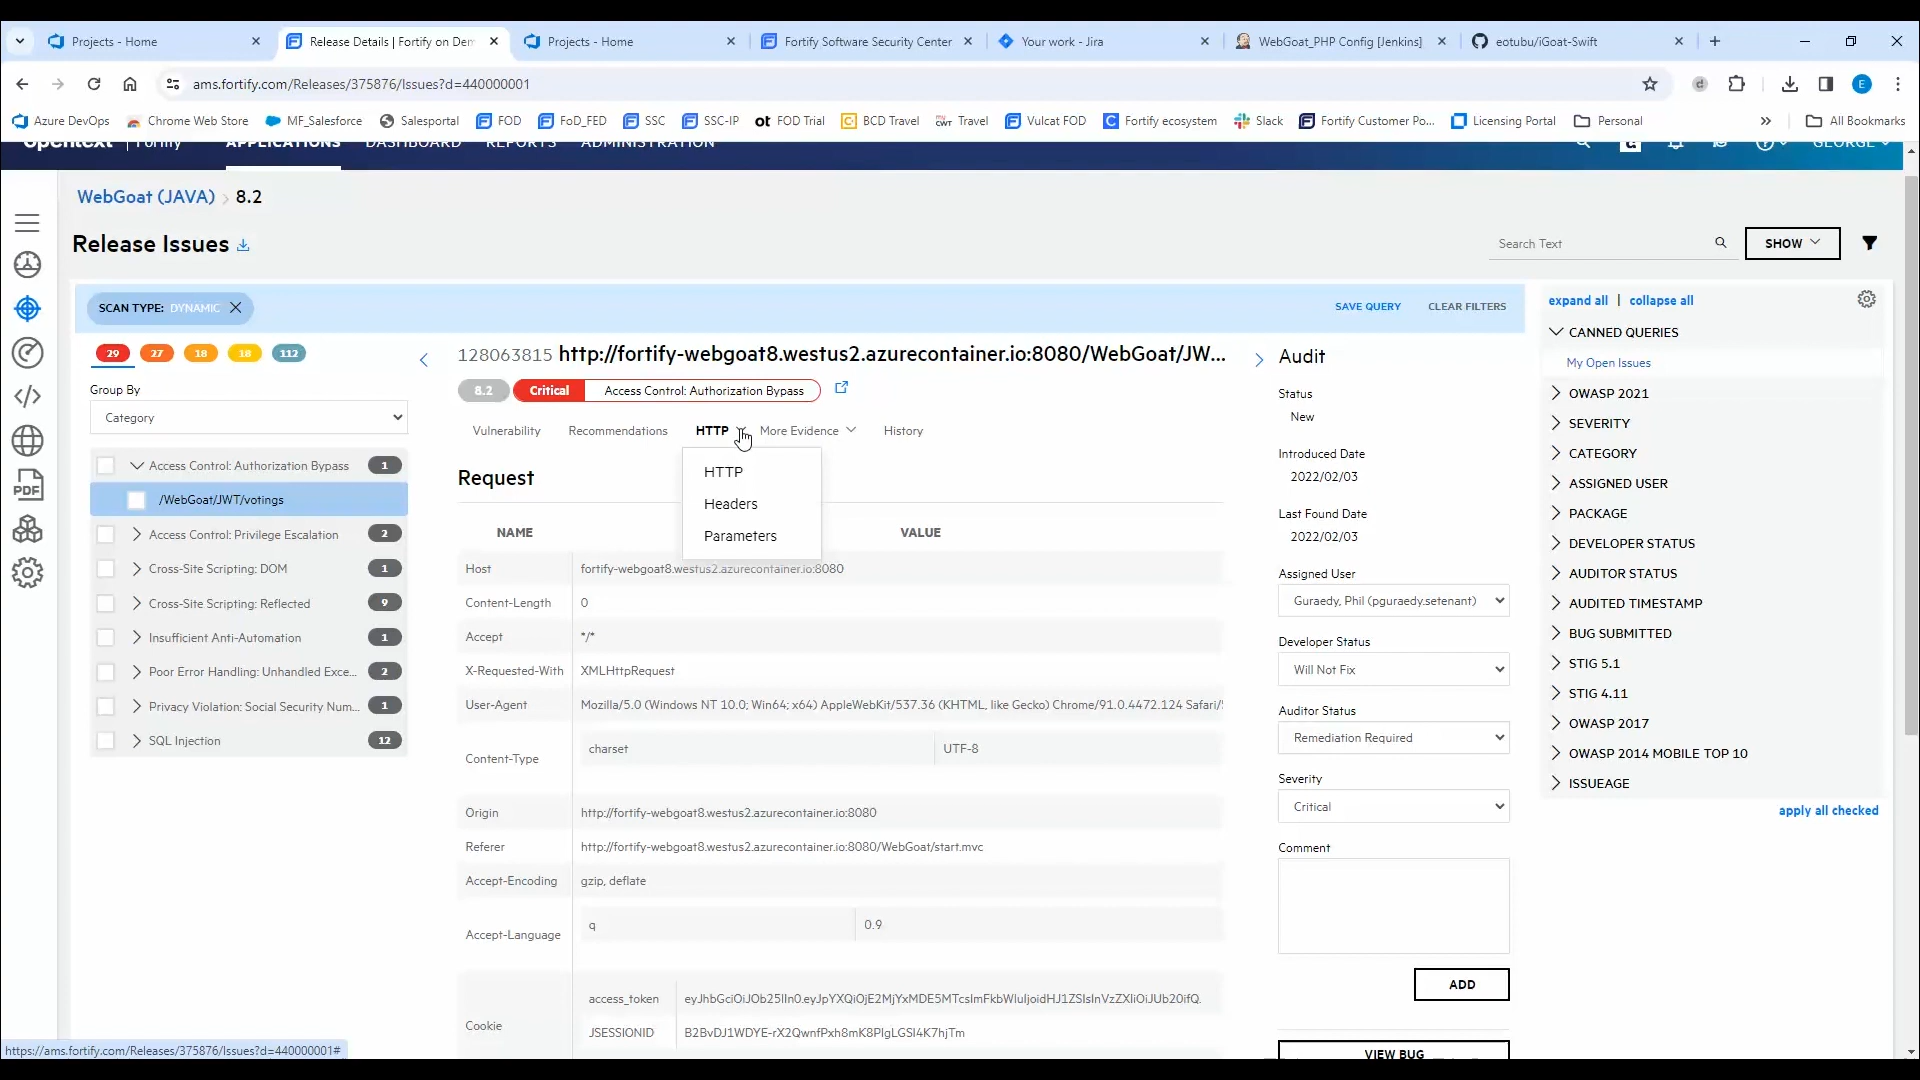 Projects - Home
Release Details | Fortify on Den
Projects - Home
Fortify Software Security Center
Your work - Jira
WebGoat_PHP Config [Jenkins]
eotubu/iGoat-Swift
ams.fortify.com/Releases/375876/Issues?d=440000001
E
Azure DevOps
Chrome Web Store
MF_Salesforce
Salesportal
FOD
FoD_FED
SSC
SSC-IP
ot FOD Trial
BCD Travel
Travel
Vulcat FOD
Fortify ecosystem
Slack
Fortify Customer Po...
Licensing Portal
Personal
All Bookmarks
opentext | Fortify
APPLICATIONS
DASHBOARD
REPORTS
ADMINISTRATION
GEORGE
WebGoat (JAVA) > 8.2
Release Issues
Search Text
SHOW
SCAN TYPE: DYNAMIC
SAVE QUERY
CLEAR FILTERS
29
27
18
18
112
Group By
Category
Access Control: Authorization Bypass 1
/WebGoat/JWT/votings
Access Control: Privilege Escalation 2
Cross-Site Scripting: DOM 1
Cross-Site Scripting: Reflected 9
Insufficient Anti-Automation 1
Poor Error Handling: Unhandled Exce... 2
Privacy Violation: Social Security Num... 1
SQL Injection 12
PDF
128063815 http://fortify-webgoat8.westus2.azurecontainer.io:8080/WebGoat/JW...
8.2 Critical Access Control: Authorization Bypass
Vulnerability
Recommendations
HTTP
More Evidence
History
HTTP
Headers
Parameters
Request
NAME VALUE
Host fortify-webgoat8.westus2.azurecontainer.io:8080
Content-Length 0
Accept */*
X-Requested-With XMLHttpRequest
User-Agent Mozilla/5.0 (Windows NT 10.0; Win64; x64) AppleWebKit/537.36 (KHTML, like Gecko) Chrome/91.0.4472.124 Safari/
Content-Type charset UTF-8
Origin http://fortify-webgoat8.westus2.azurecontainer.io:8080
Referer http://fortify-webgoat8.westus2.azurecontainer.io:8080/WebGoat/start.mvc
Accept-Encoding gzip, deflate
Accept-Language q 0.9
Cookie
access_token
JSESSIONID
Audit
Status
New
Introduced Date
2022/02/03
Last Found Date
2022/02/03
Assigned User
Guraedy, Phil (pguraedy.setenant)
Developer Status
Will Not Fix
Auditor Status
Remediation Required
Severity
Critical
Comment
ADD
VIEW BUG
expand all | collapse all
CANNED QUERIES
My Open Issues
OWASP 2021
SEVERITY
CATEGORY
ASSIGNED USER
PACKAGE
DEVELOPER STATUS
AUDITOR STATUS
AUDITED TIMESTAMP
BUG SUBMITTED
STIG 5.1
STIG 4.11
OWASP 2017
OWASP 2014 MOBILE TOP 10
ISSUEAGE
apply all checked
https://ams.fortify.com/Releases/375876/Issues?d=440000001#